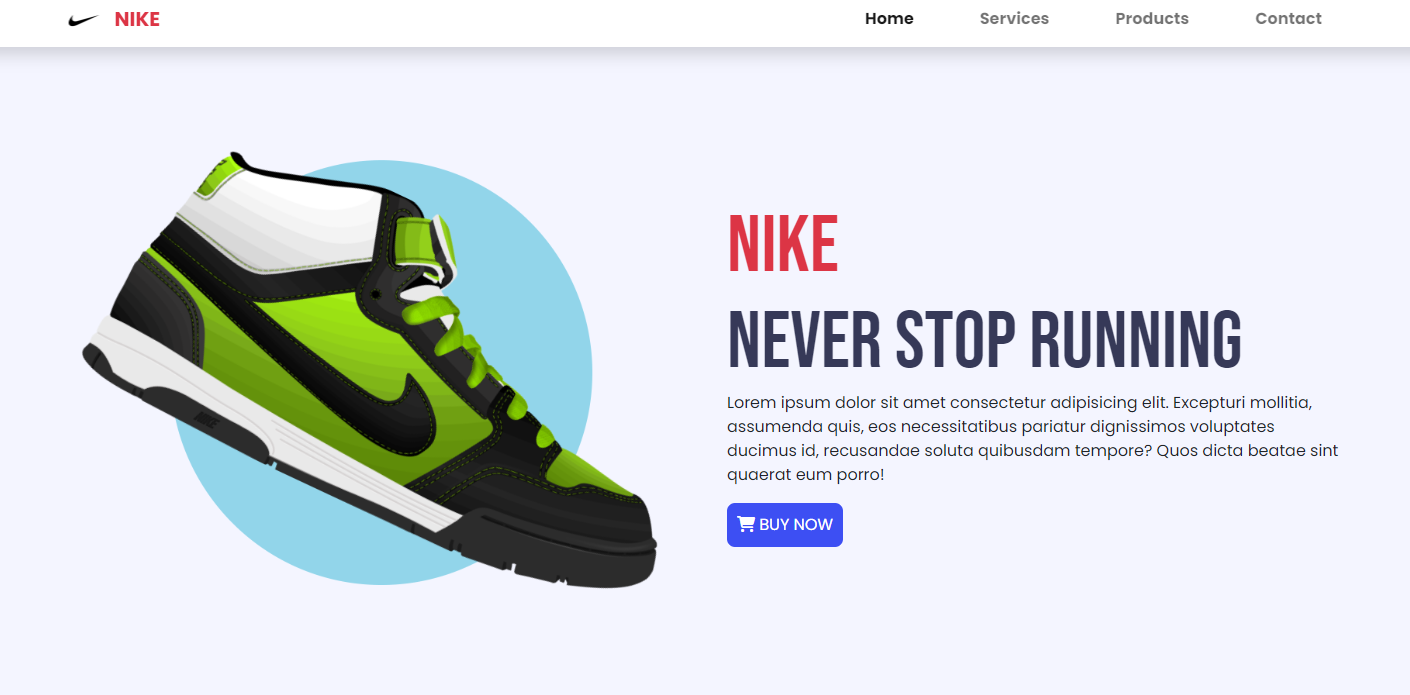 NIKE
Home Services Products Contact
NIKE
NEVER STOP RUNNING
Lorem ipsum dolor sit amet consectetur adipisicing elit. Excepturi mollitia,
assumenda quis, eos necessitatibus pariatur dignissimos voluptates
ducimus id, recusandae soluta quibusdam tempore? Quos dicta beatae sint
quaerat eum porro!
BUY NOW